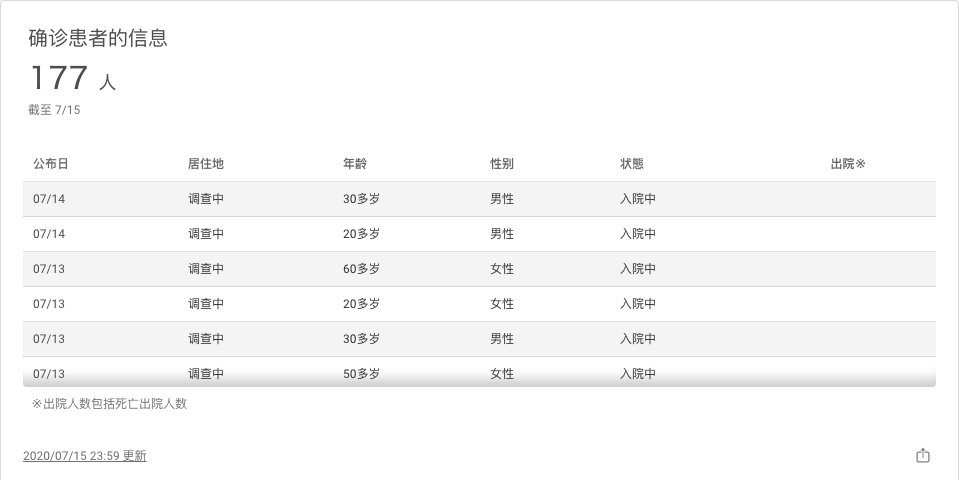 确诊患者的信息
177 人
截至 7/15
公布日 居住地 年龄 性别 状態 出院※
07/14 调查中 30多岁 男性 入院中
07/14 调查中 20多岁 男性 入院中
07/13 调查中 60多岁 女性 入院中
07/13 调查中 20多岁 女性 入院中
07/13 调查中 30多岁 男性 入院中
07/13 调查中 50多岁 女性 入院中
※出院人数包括死亡出院人数
2020/07/15 23:59 更新